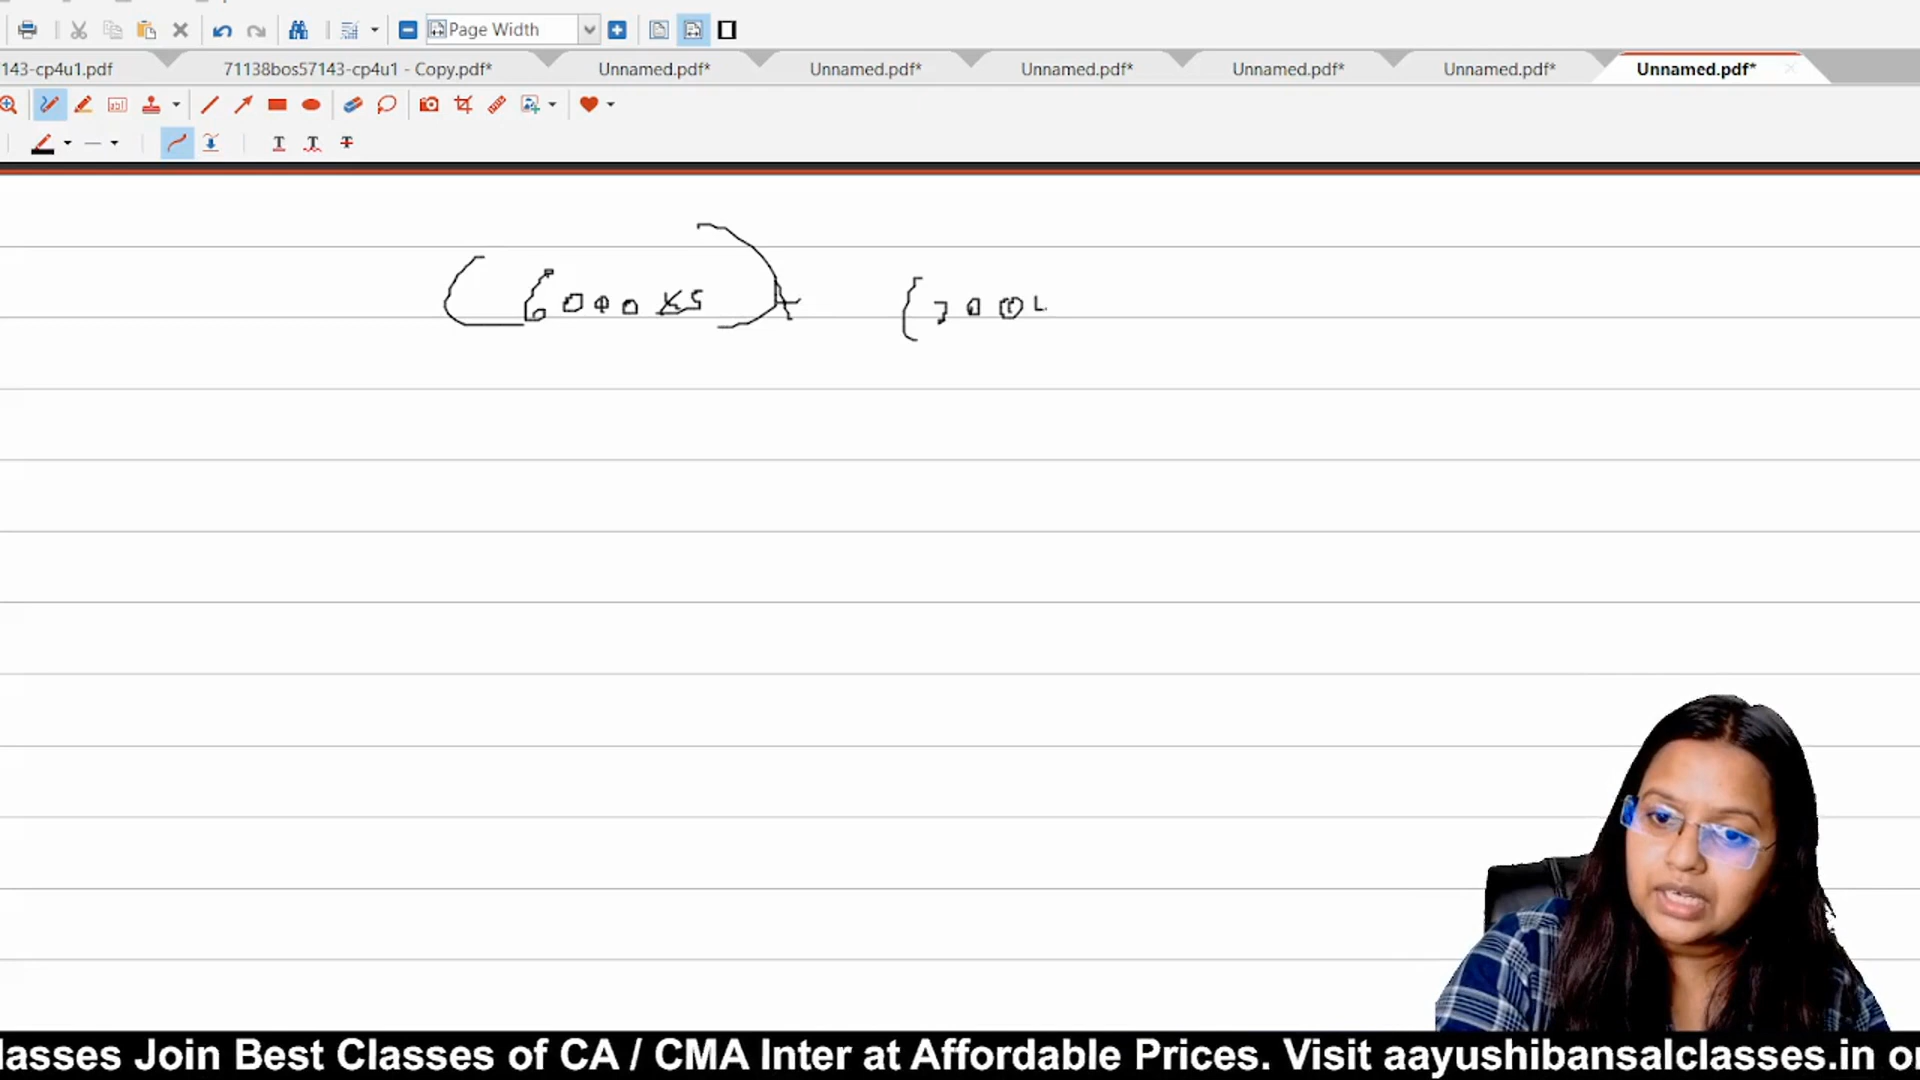 Page Width
143-cp4u1.pdf 71138bos57143-cp4u1 - Copy.pdf* Unnamed.pdf* Unnamed.pdf* Unnamed.pdf* Unnamed.pdf* Unnamed.pdf* Unnamed.pdf*
T T T
(6000x5) + (
lasses Join Best Classes of CA / CMA Inter at Affordable Prices. Visit aayushibansalclasses.in o